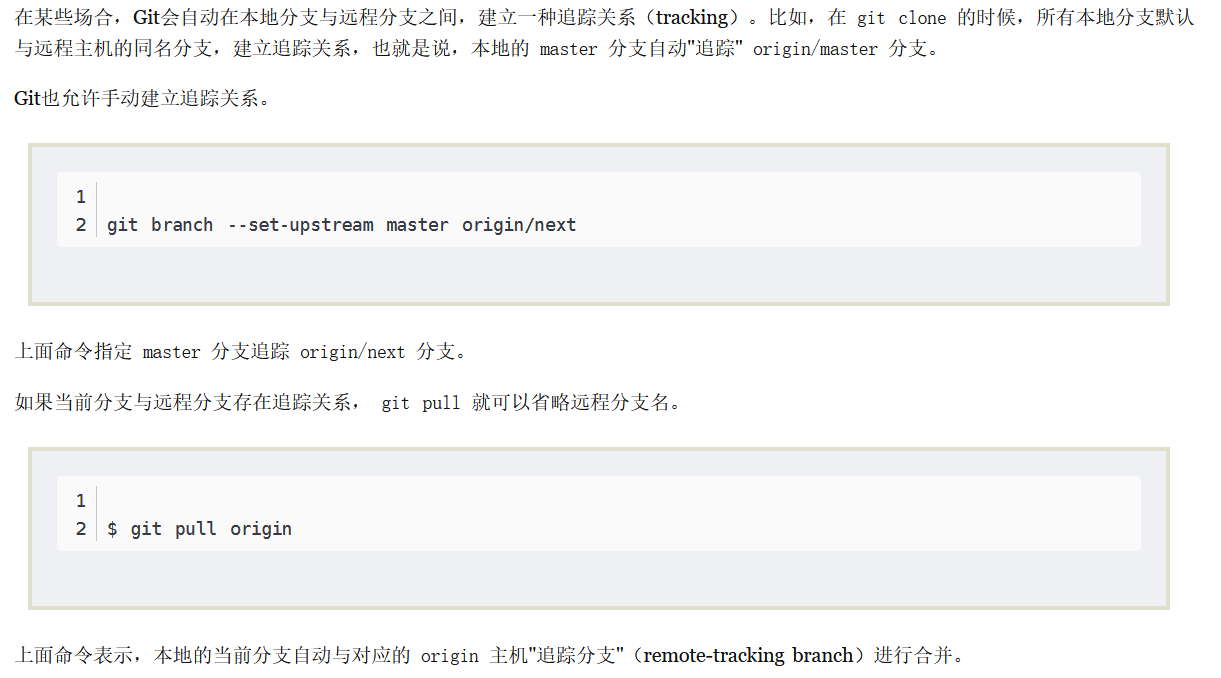 在某些场合，Git会自动在本地分支与远程分支之间，建立一种追踪关系（tracking）。比如，在 git clone 的时候，所有本地分支默认
与远程主机的同名分支，建立追踪关系，也就是说，本地的 master 分支自动"追踪" origin/master 分支。
Git也允许手动建立追踪关系。
1
2 git branch --set-upstream master origin/next
上面命令指定 master 分支追踪 origin/next 分支。
如果当前分支与远程分支存在追踪关系， git pull 就可以省略远程分支名。
1
2 $ git pull origin
上面命令表示，本地的当前分支自动与对应的 origin 主机"追踪分支"（remote-tracking branch）进行合并。